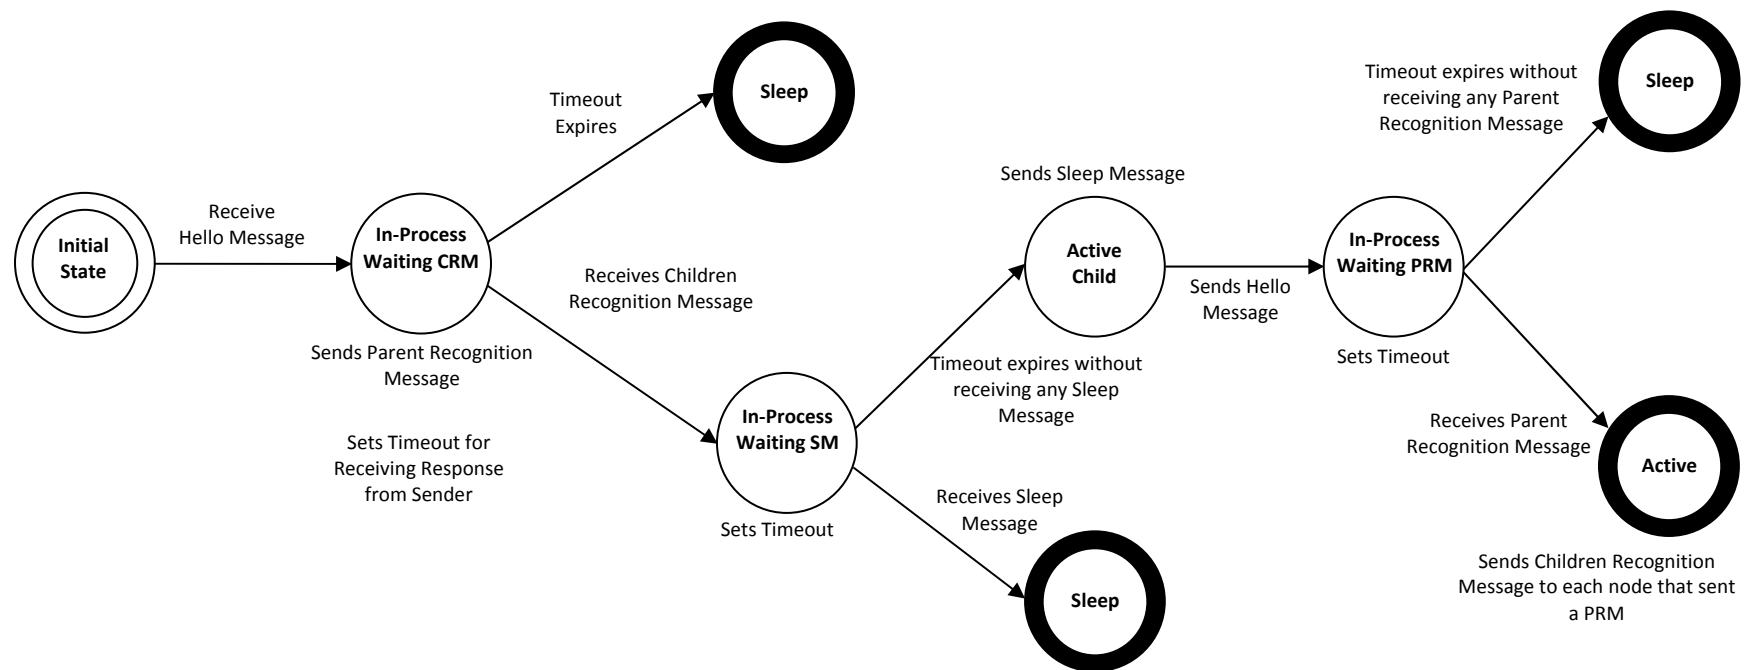 Initial
State
Receive
Hello Message
In-Process
Waiting CRM
Sends Parent Recognition
Message
Sets Timeout for
Receiving Response
from Sender
Timeout
Expires
Sleep
Receives Children
Recognition Message
In-Process
Waiting SM
Sets Timeout
Timeout expires without
receiving any Sleep
Message
Receives Sleep
Message
Sleep
Sends Sleep Message
Active
Child
Sends Hello
Message
In-Process
Waiting PRM
Sets Timeout
Timeout expires without
receiving any Parent
Recognition Message
Sleep
Receives Parent
Recognition Message
Active
Sends Children Recognition
Message to each node that sent
a PRM